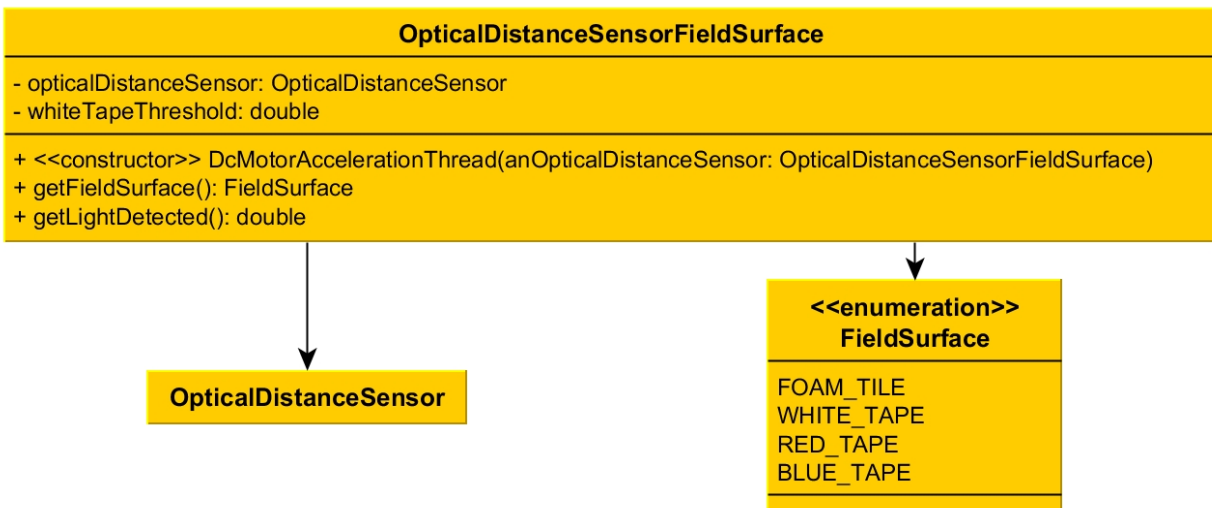 OpticalDistanceSensorFieldSurface
- opticalDistanceSensor: OpticalDistanceSensor
- whiteTapeThreshold: double
+ <<constructor>> DcMotorAccelerationThread(anOpticalDistanceSensor: OpticalDistanceSensorFieldSurface)
+ getFieldSurface(): FieldSurface
+ getLightDetected(): double
OpticalDistanceSensor
<<enumeration>>
FieldSurface
FOAM_TILE
WHITE_TAPE
RED_TAPE
BLUE_TAPE